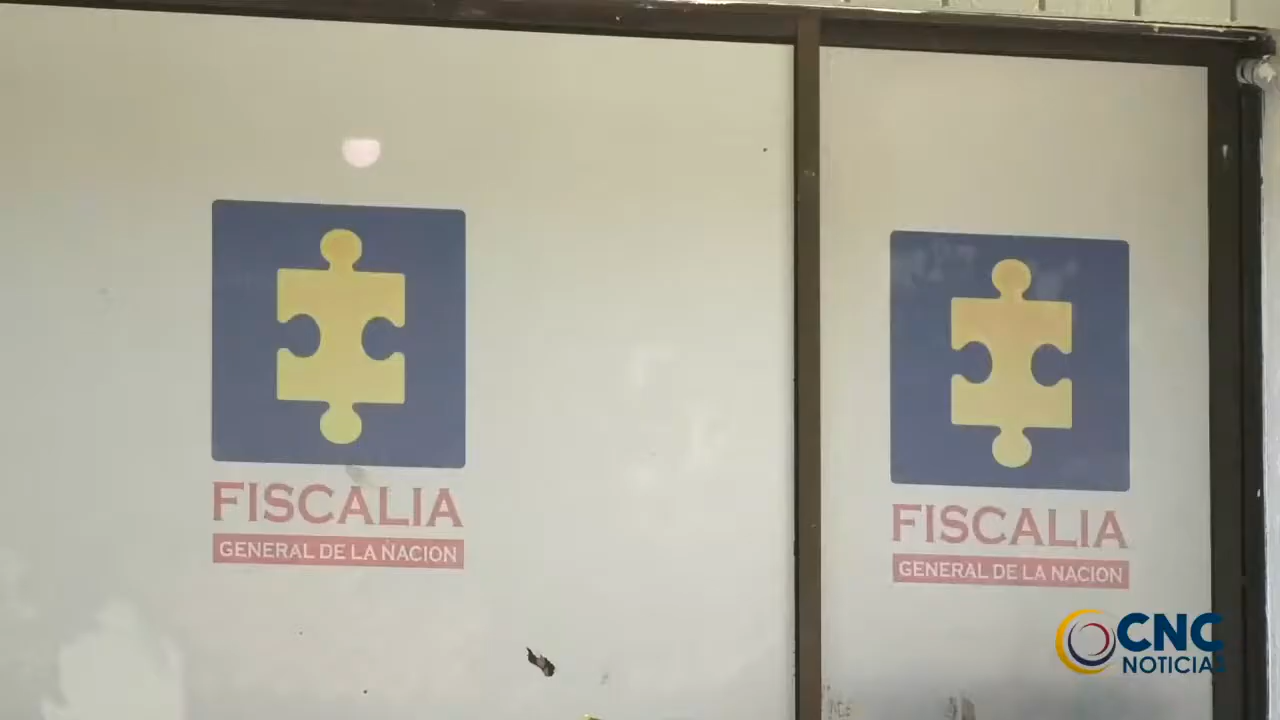 FISCALIA
GENERAL DE LA NACION
FISCALIA
GENERAL DE LA NACION
CNC
NOTICIAS